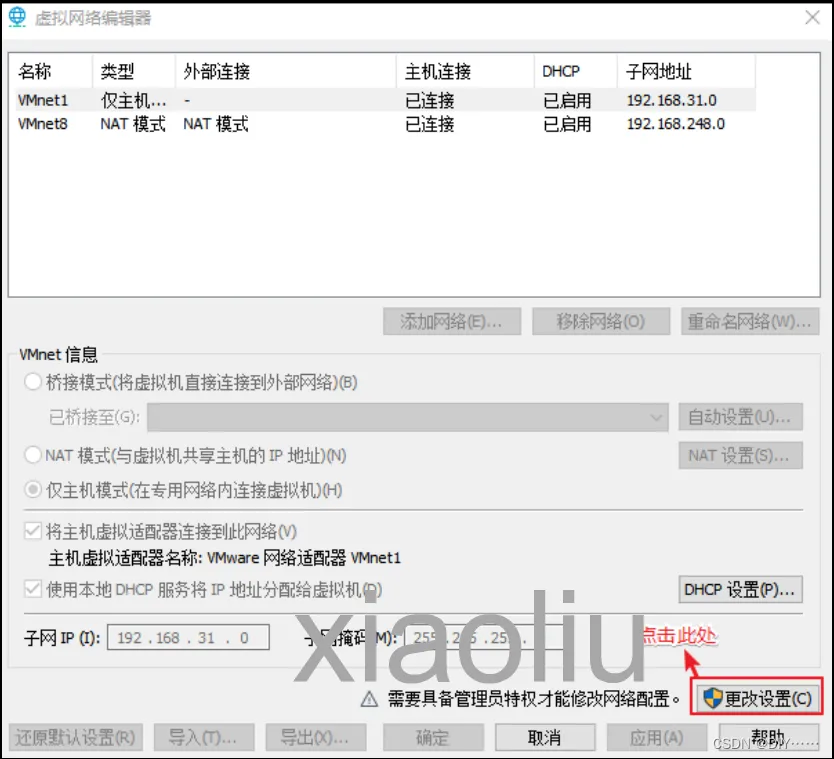 虚拟网络编辑器
名称 类型 外部连接 主机连接 DHCP 子网地址
VMnet1 仅主机... - 已连接 已启用 192.168.31.0
VMnet8 NAT 模式 NAT 模式 已连接 已启用 192.168.248.0
添加网络(E)... 移除网络(O) 重命名网络(W)...
VMnet 信息
桥接模式(将虚拟机直接连接到外部网络)(B)
已桥接至(G): 自动设置(U)...
NAT 模式(与虚拟机共享主机的 IP 地址)(N) NAT 设置(S)...
仅主机模式(在专用网络内连接虚拟机)(H)
将主机虚拟适配器连接到此网络(V)
主机虚拟适配器名称: VMware 网络适配器 VMnet1
使用本地 DHCP 服务将 IP 地址分配给虚拟机(D) DHCP 设置(P)...
子网 IP (I): 192 . 168 . 31 . 0 子网掩码(M):
xiaoliu
点击此处
需要具备管理员特权才能修改网络配置。 更改设置(C)
还原默认设置(R) 导入(T)... 导出(X)... 确定 取消 应用(A) 帮助
CSDN @DIY......